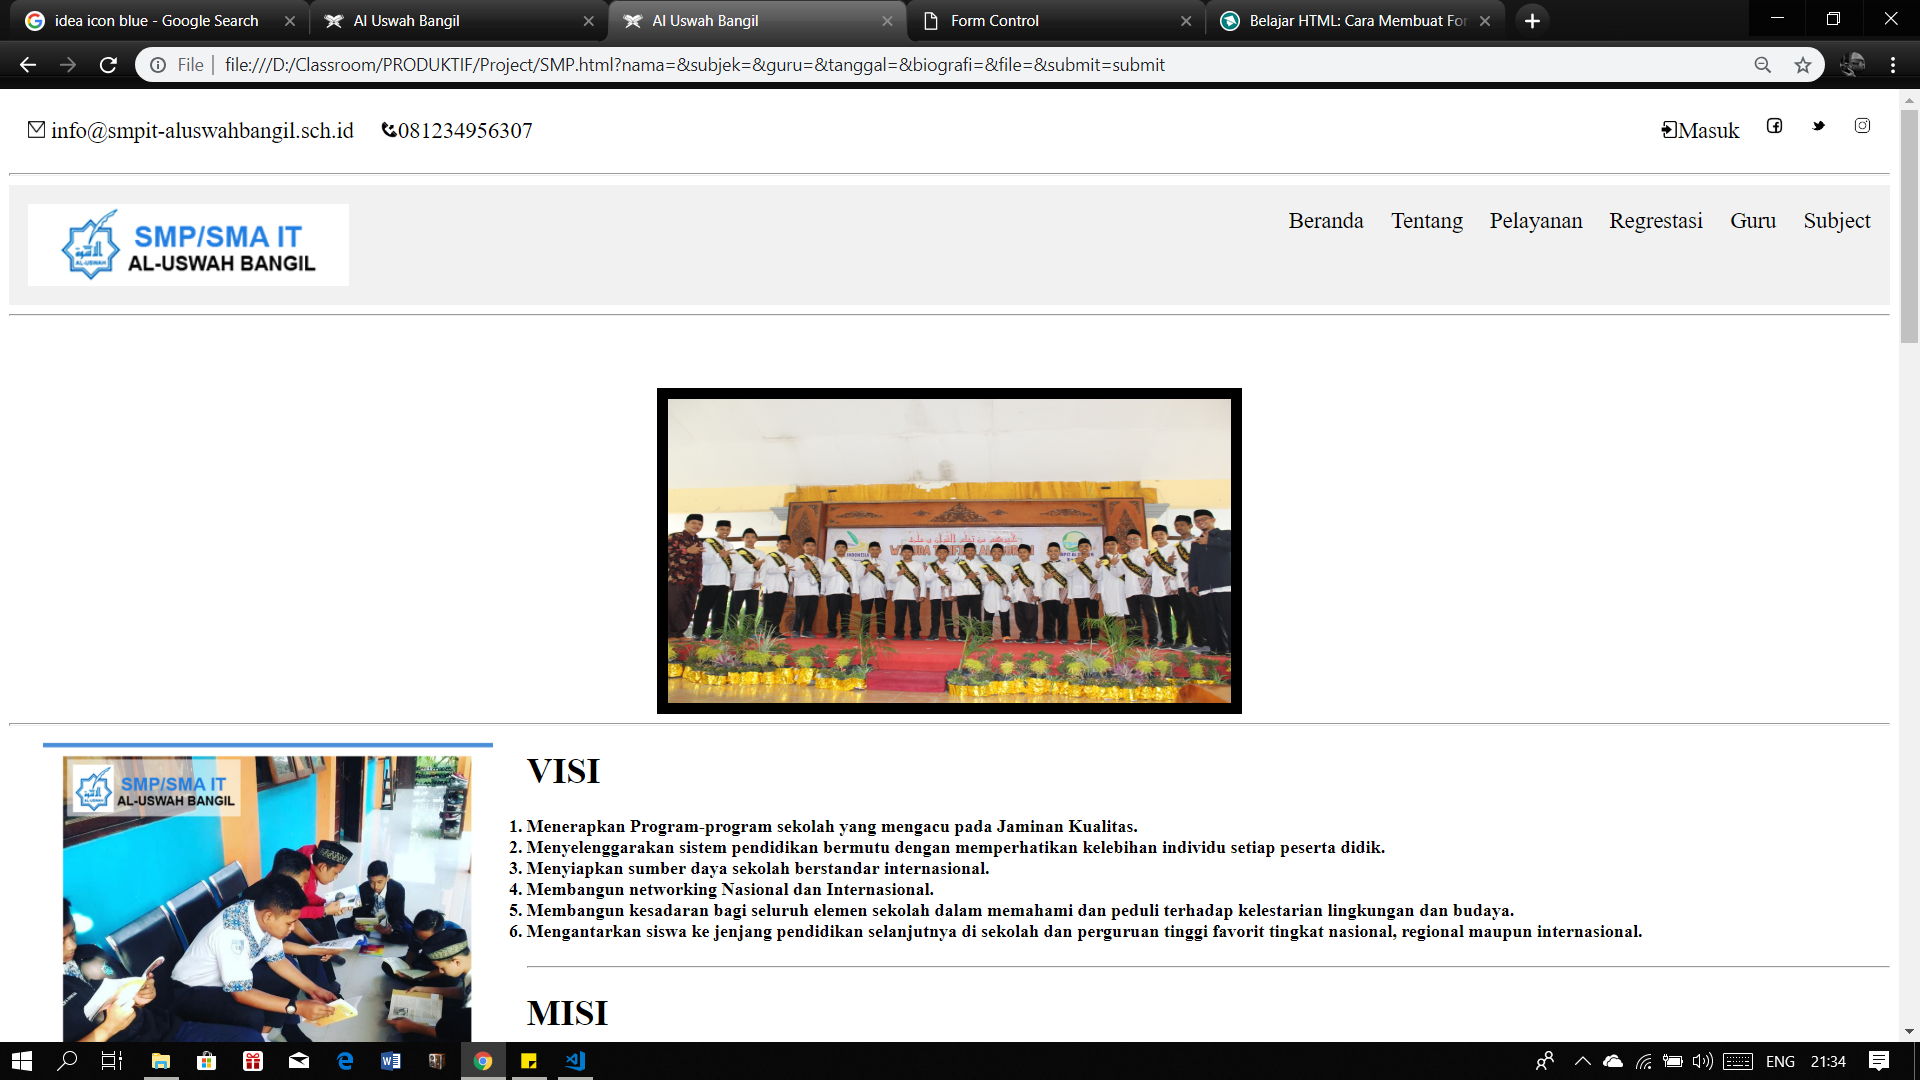 idea icon blue - Google Search
Al Uswah Bangil
Al Uswah Bangil
Form Control
Belajar HTML: Cara Membuat For
File
file:///D:/Classroom/PRODUKTIF/Project/SMP.html?nama=&subjek=&guru=&tanggal=&biografi=&file=&submit=submit
info@smpit-aluswahbangil.sch.id
081234956307
Masuk
SMP/SMA IT
AL-USWAH BANGIL
Beranda
Tentang
Pelayanan
Regrestasi
Guru
Subject
SMP/SMA IT
AL-USWAH BANGIL
VISI
1. Menerapkan Program-program sekolah yang mengacu pada Jaminan Kualitas.
2. Menyelenggarakan sistem pendidikan bermutu dengan memperhatikan kelebihan individu setiap peserta didik.
3. Menyiapkan sumber daya sekolah berstandar internasional.
4. Membangun networking Nasional dan Internasional.
5. Membangun kesadaran bagi seluruh elemen sekolah dalam memahami dan peduli terhadap kelestarian lingkungan dan budaya.
6. Mengantarkan siswa ke jenjang pendidikan selanjutnya di sekolah dan perguruan tinggi favorit tingkat nasional, regional maupun internasional.
MISI
ENG
21:34